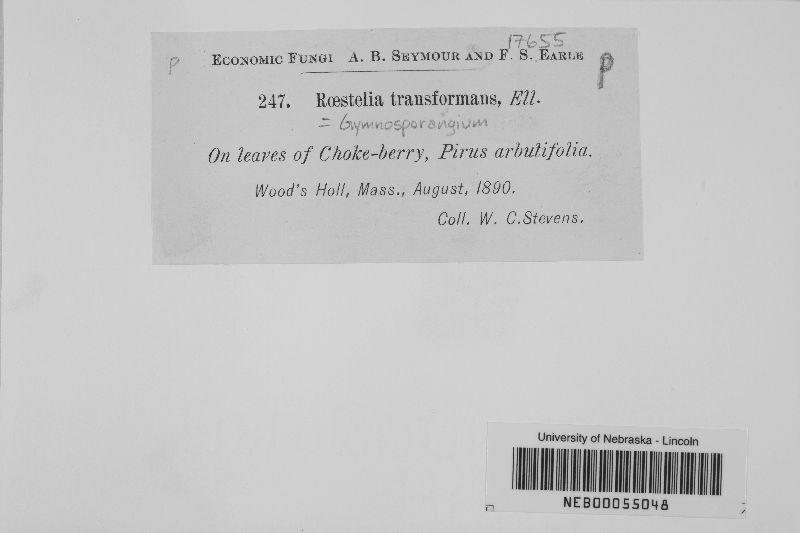 17655
P ECONOMIC FUNGI A. B. SEYMOUR AND F. S. EARLE P
247. Rœstelia transformans, Ell.
= Gymnosporangium
On leaves of Choke-berry, Pirus arbutifolia.
Wood's Holl, Mass., August, 1890.
Coll. W. C. Stevens.
University of Nebraska - Lincoln
NEB00055048